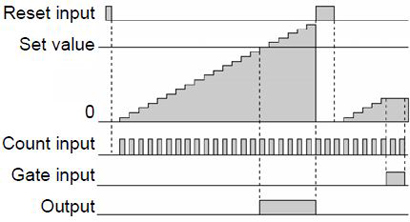 Reset input
Set value
0
Count input
Gate input
Output